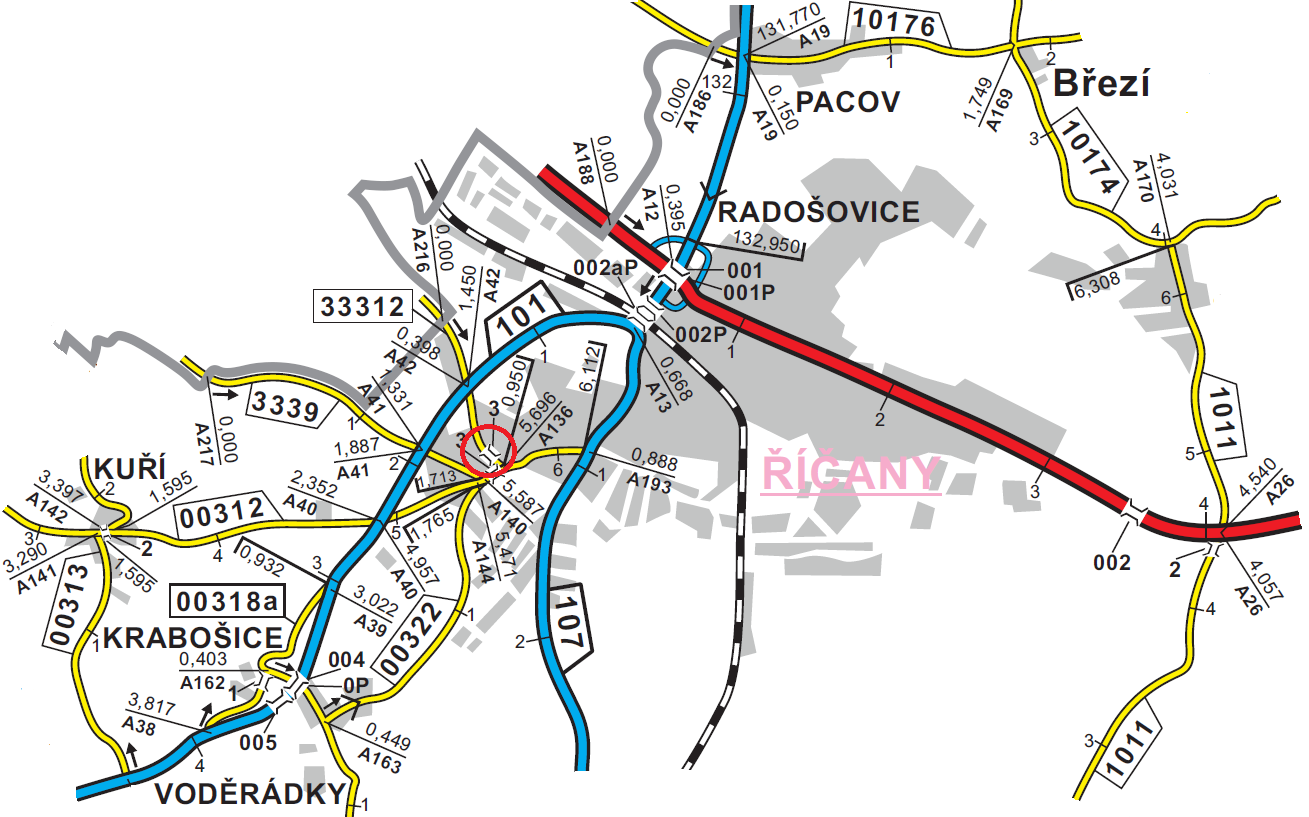 131,770
A19
10176
1
2
Březí
0,000
A186
132
0,150
A19
PACOV
1,749
A169
3
10174
4,031
A170
4
6,308
6
0,000
A188
A12
0,395
RADOŠOVICE
132,950
002aP
001
001P
002P
A216
0,000
1,450
A42
33312
101
0,398
A42
1
6,112
0,668
A13
1
2
1011
5
3339
1,331
A41
1
0,950
3
5,696
A136
3
0,000
A217
1,887
A41
2
6
1
0,888
A193
ŘÍČANY
3
4
4,540
A26
KUŘÍ
3,397
A142
2
1,595
2,352
A40
1,713
5,587
A140
00312
1,765
5
4
3
2
3,290
A141
1,595
0,932
3
4,957
A40
5,471
A144
002
2
4,057
A26
00313
00318a
3,022
A39
1
KRABOŠICE
1
00322
2
107
4
0,403
A162
1
004
0P
3,817
A38
005
0,449
A163
4
3
1011
VODĚRÁDKY
1